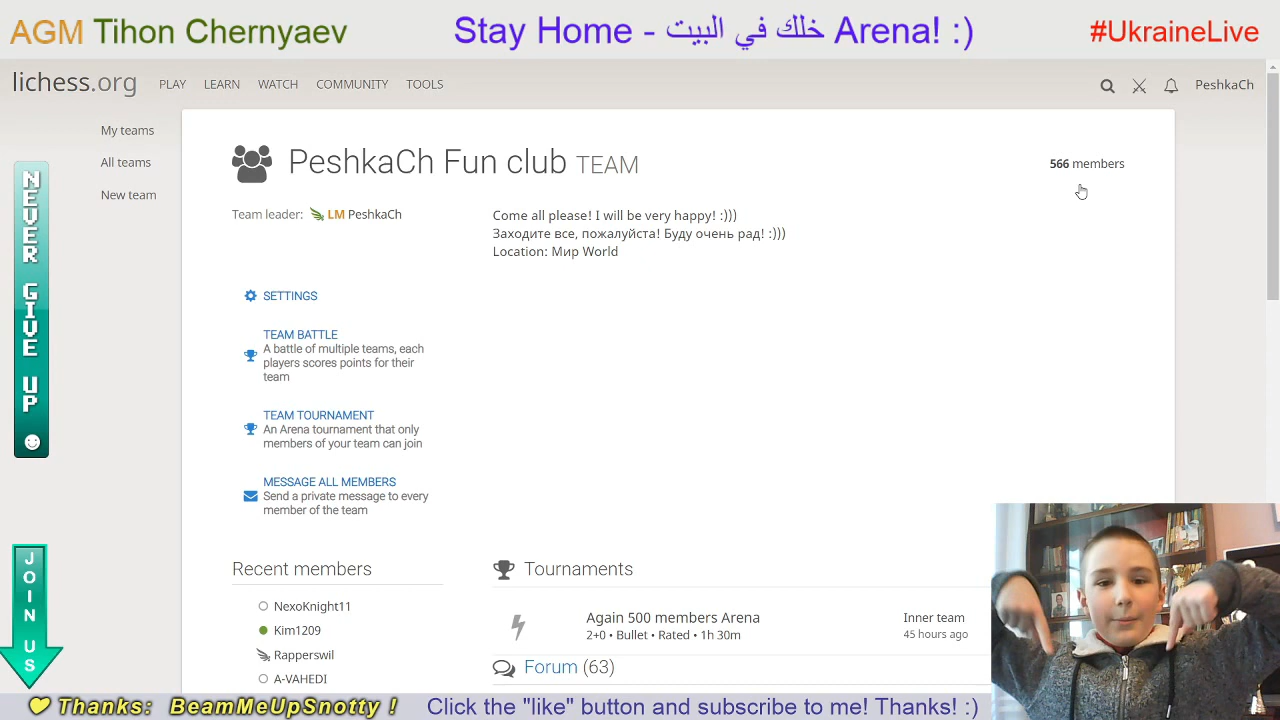 AGM Tihon Chernyaev
Stay Home - خلك في البيت Arena! :)
#UkraineLive
lichess.org
PLAY
LEARN
WATCH
COMMUNITY
TOOLS
PeshkaCh
My teams
All teams
New team
PeshkaCh Fun club TEAM
566 members
Team leader: LM PeshkaCh
Come all please! I will be very happy! :)))
Заходите все, пожалуйста! Буду очень рад! :)))
Location: Мир World
SETTINGS
TEAM BATTLE
A battle of multiple teams, each
players scores points for their
team
TEAM TOURNAMENT
An Arena tournament that only
members of your team can join
MESSAGE ALL MEMBERS
Send a private message to every
member of the team
Recent members
NexoKnight11
Kim1209
Rapperswil
A-VAHEDI
Tournaments
Again 500 members Arena
2+0 • Bullet • Rated • 1h 30m
Inner team
45 hours ago
Forum (63)
NEVER GIVE UP
JOIN US
Thanks: BeamMeUpSnotty !
Click the "like" button and subscribe to me! Thanks! :)